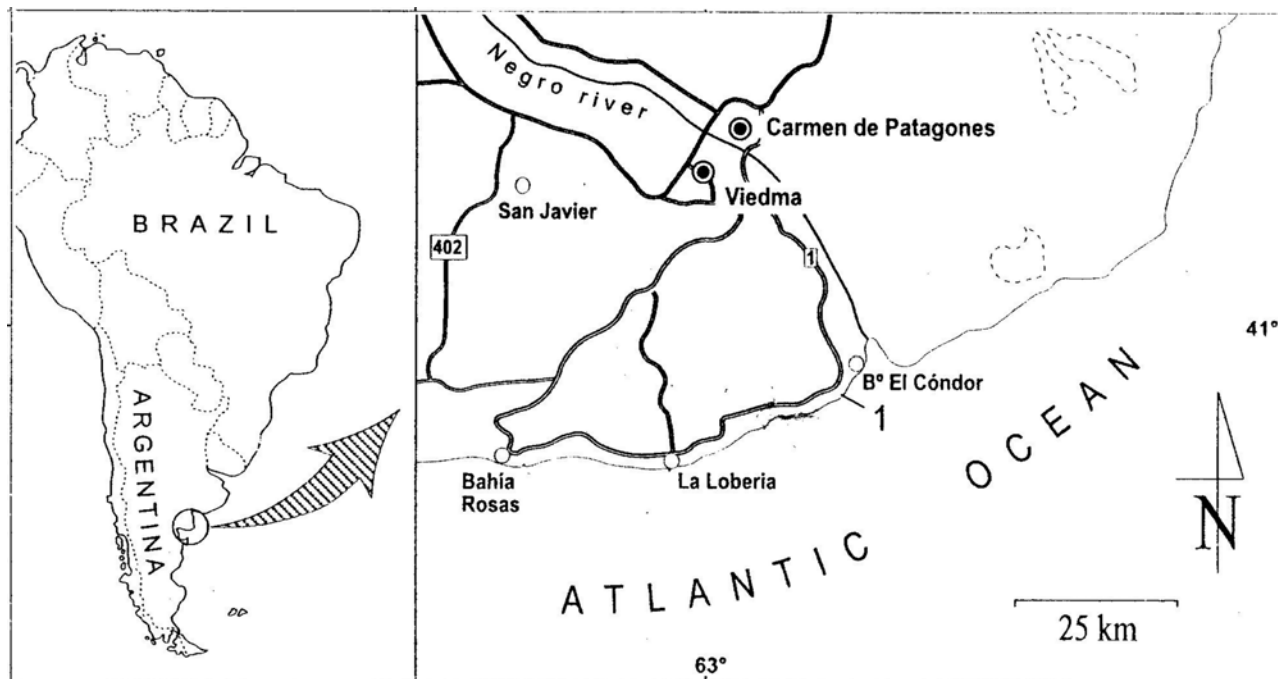 BRAZIL
ARGENTINA
Negro river
Carmen de Patagones
Viedma
San Javier
402
1
41°
Bº El Cóndor
1
Bahía
Rosas
La Loberia
ATLANTIC OCEAN
N
25 km
63°